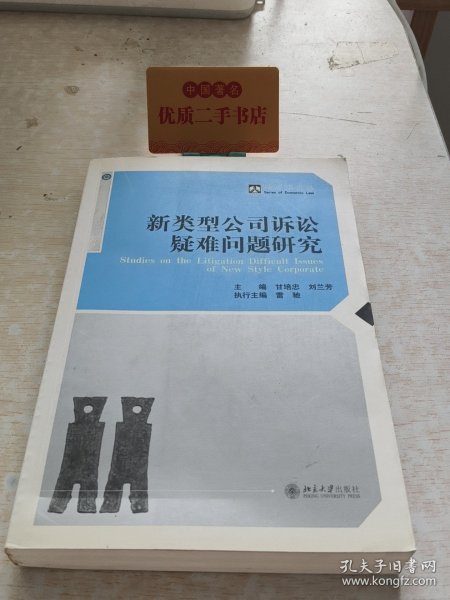 中国著名
优质二手书店
Series of Economic Law
新类型公司诉讼
疑难问题研究
Studies on the Litigation Difficult Issues
of New Style Corporate
主 编 甘培忠 刘兰芳
执行主编 雷 驰
北京大学出版社
PEKING UNIVERSITY PRESS
孔夫子旧书网
www.kongfz.com